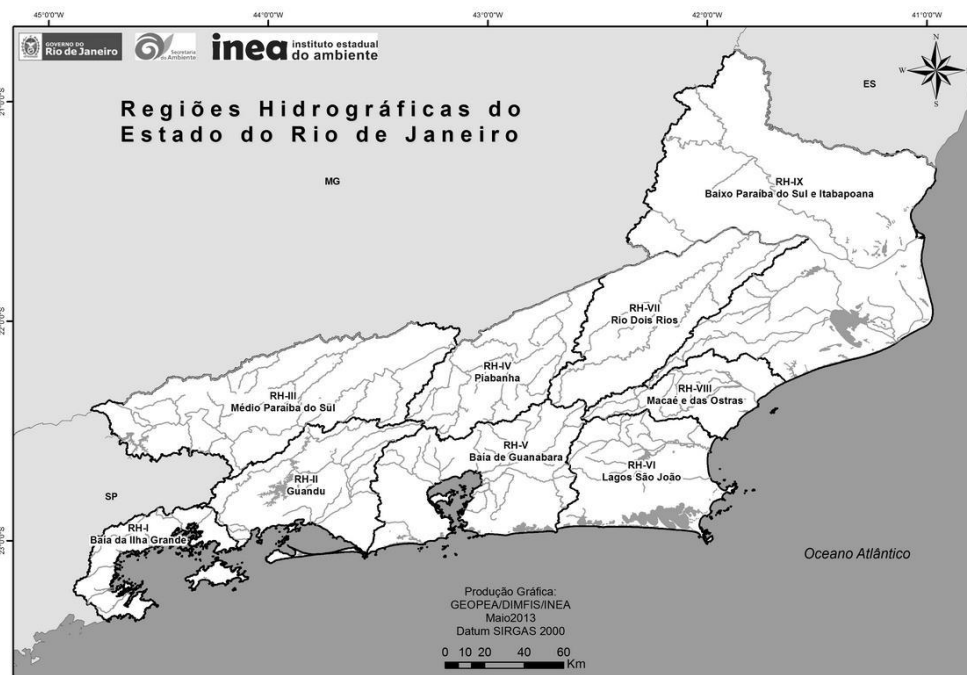 45°0'0"W
44°0'0"W
43°0'0"W
42°0'0"W
41°0'0"W
GOVERNO DO
Rio de Janeiro
Secretaria
do Ambiente
inea instituto estadual
do ambiente
N
W
E
S
Regiões Hidrográficas do
Estado do Rio de Janeiro
21°0'0"S
22°0'0"S
23°0'0"S
ES
MG
SP
RH-IX
Baixo Paraíba do Sul e Itabapoana
RH-VII
Rio Dois Rios
RH-IV
Piabanha
RH-III
Médio Paraíba do Sul
RH-VIII
Macaé e das Ostras
RH-V
Baía de Guanabara
RH-VI
Lagos São João
RH-II
Guandu
RH-I
Baía da Ilha Grande
Oceano Atlântico
Produção Gráfica:
GEOPEA/DIMFIS/INEA
Maio2013
Datum SIRGAS 2000
0 10 20 40 60
Km